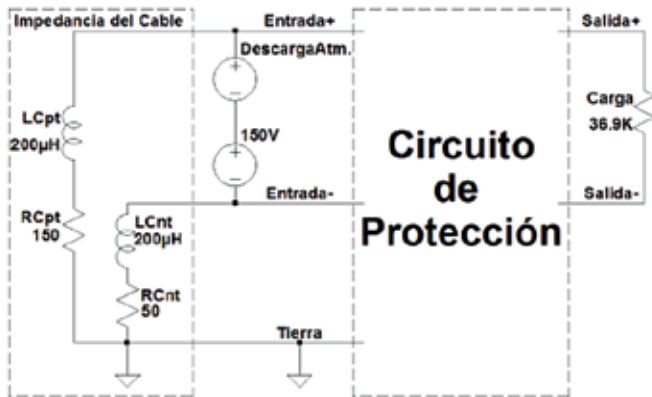 Impedancia del Cable
Entrada+
Salida+
DescargaAtm.
LCpt
200µH
150V
Carga
36.9K
Circuito
de
Protección
Entrada-
Salida-
RCpt
150
LCnt
200µH
RCnt
50
Tierra